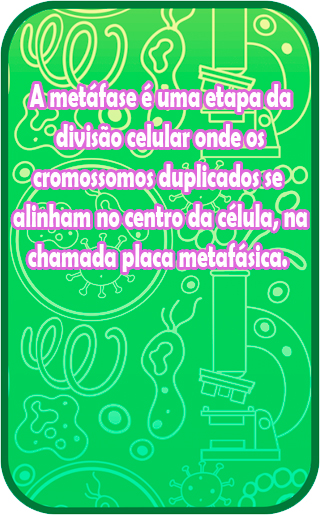 A metáfase é uma etapa da
divisão celular onde os
cromossomos duplicados se
alinham no centro da célula, na
chamada placa metafásica.